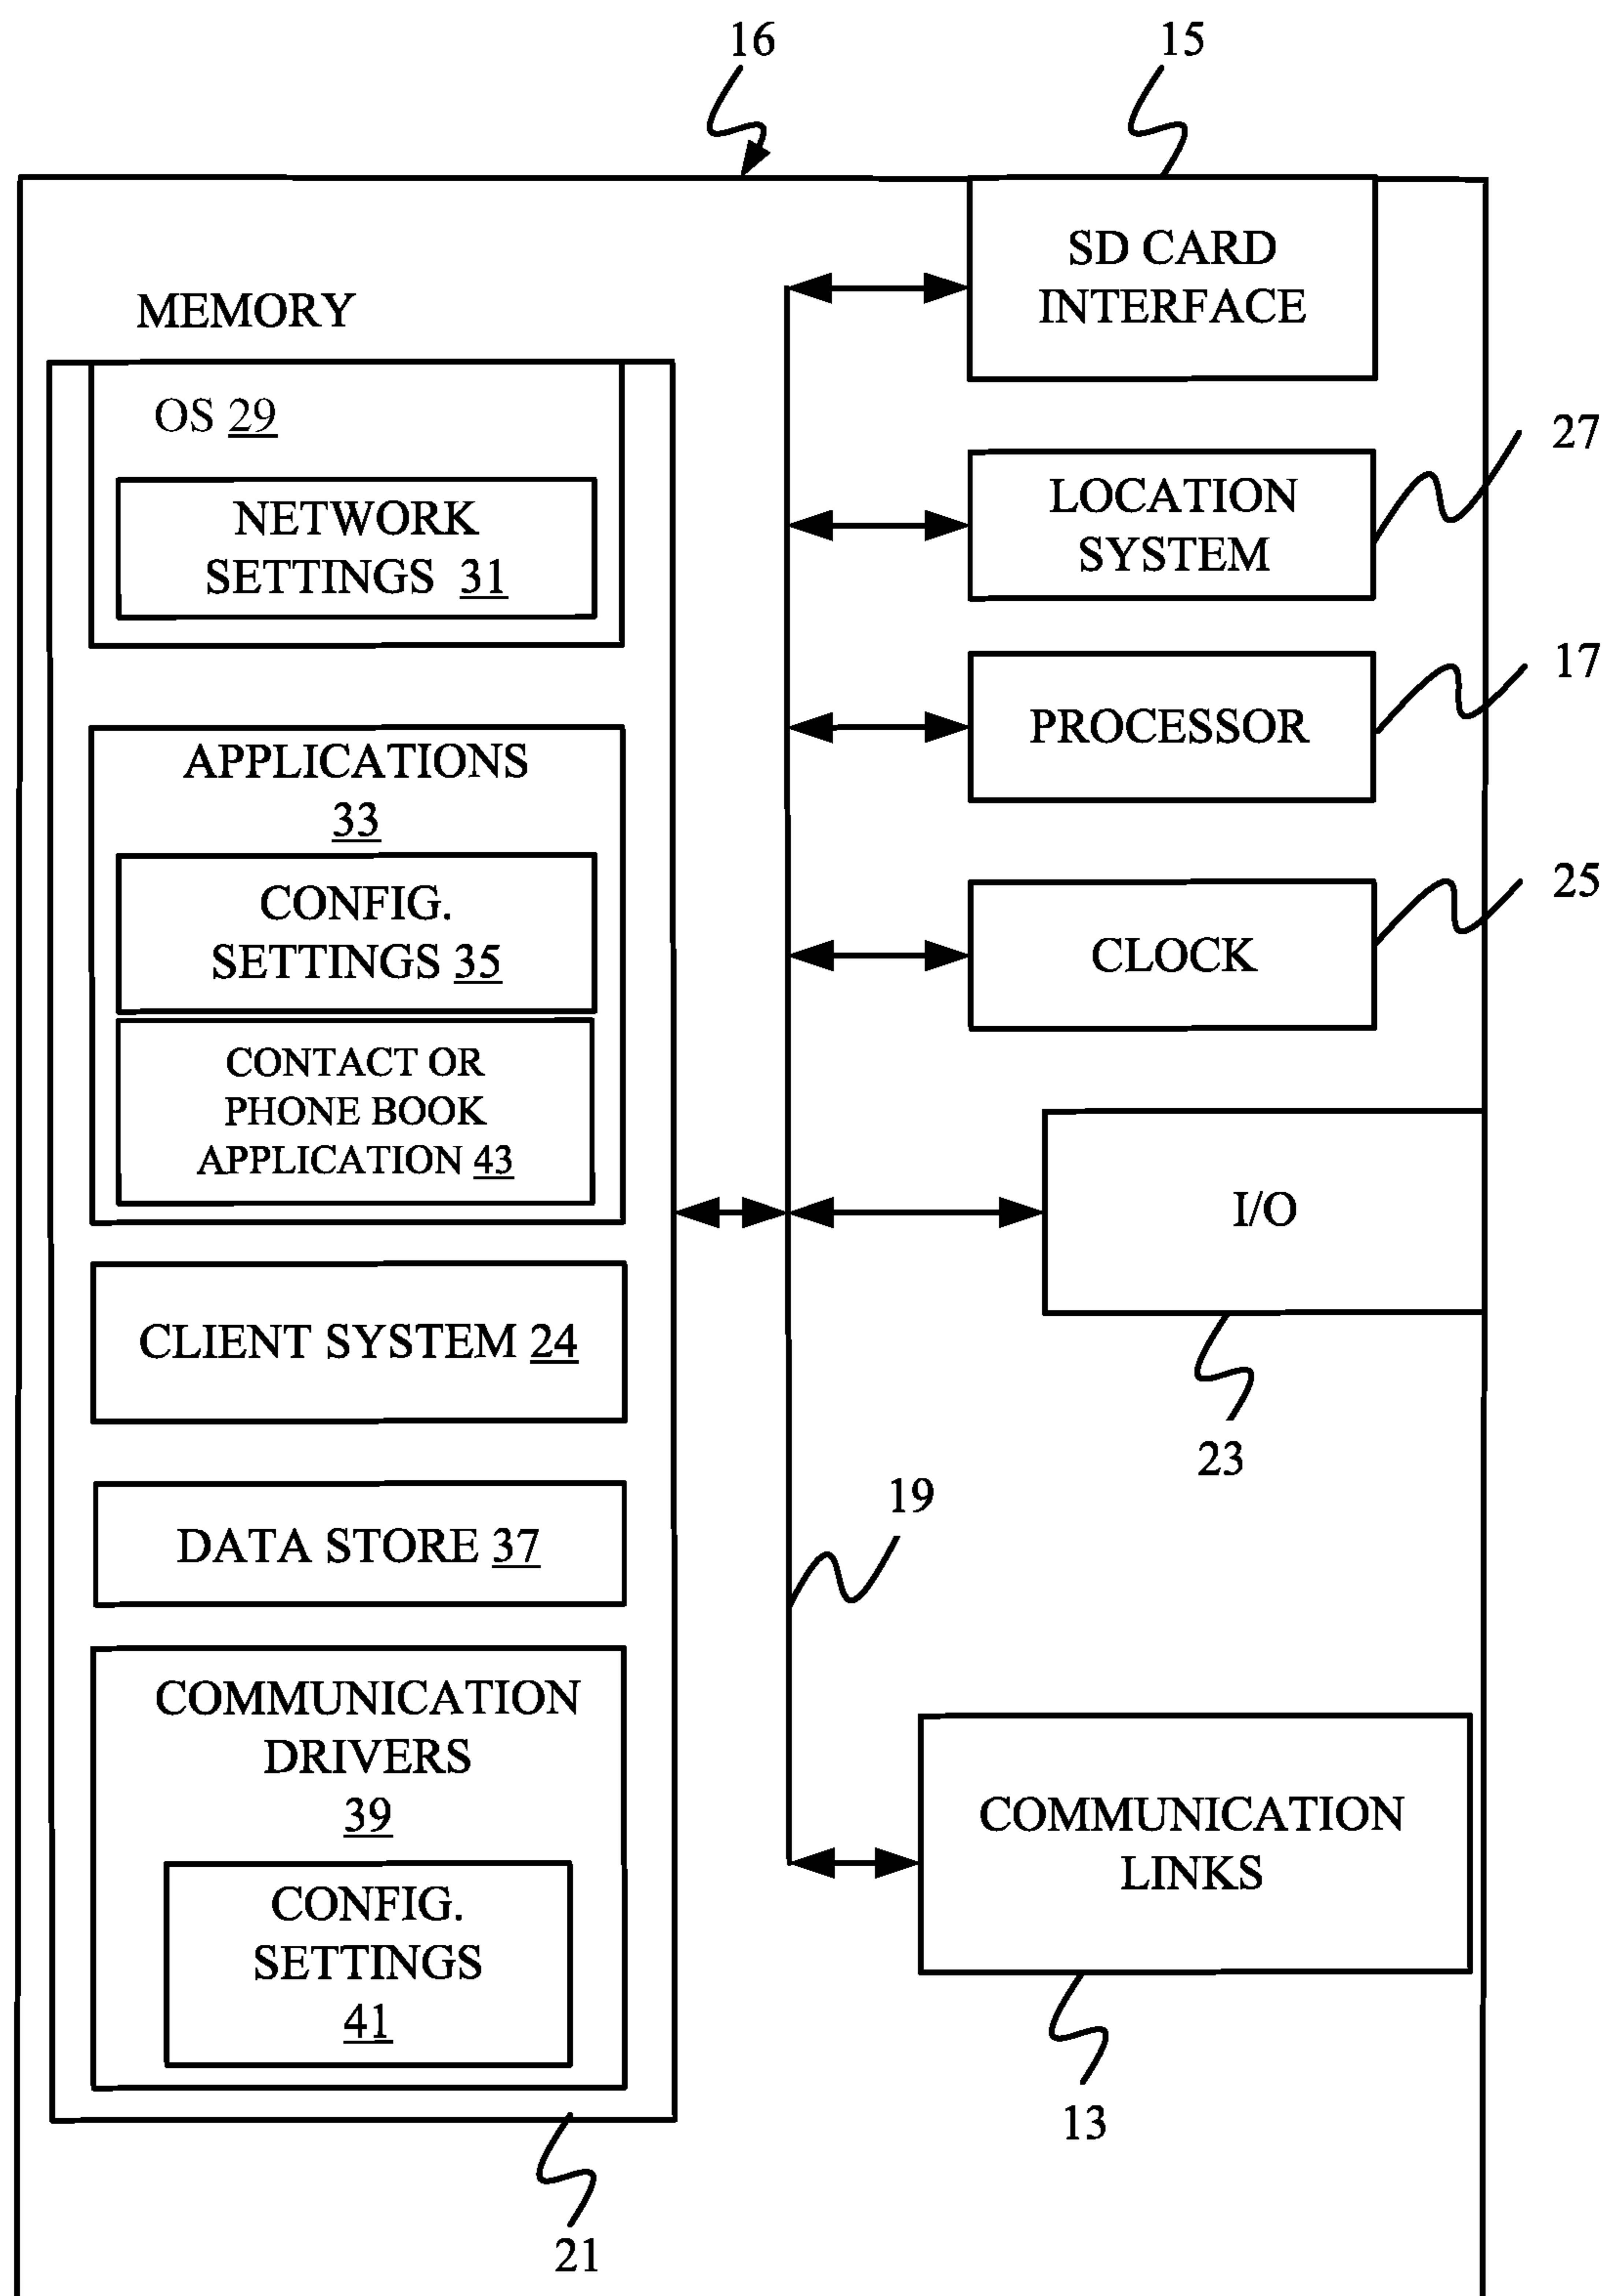 16
15
MEMORY
OS 29
NETWORK
SETTINGS 31
APPLICATIONS
33
CONFIG.
SETTINGS 35
CONTACT OR
PHONE BOOK
APPLICATION 43
CLIENT SYSTEM 24
DATA STORE 37
COMMUNICATION
DRIVERS
39
CONFIG.
SETTINGS
41
21
SD CARD
INTERFACE
LOCATION
SYSTEM
27
PROCESSOR
17
CLOCK
25
I/O
23
19
COMMUNICATION
LINKS
13